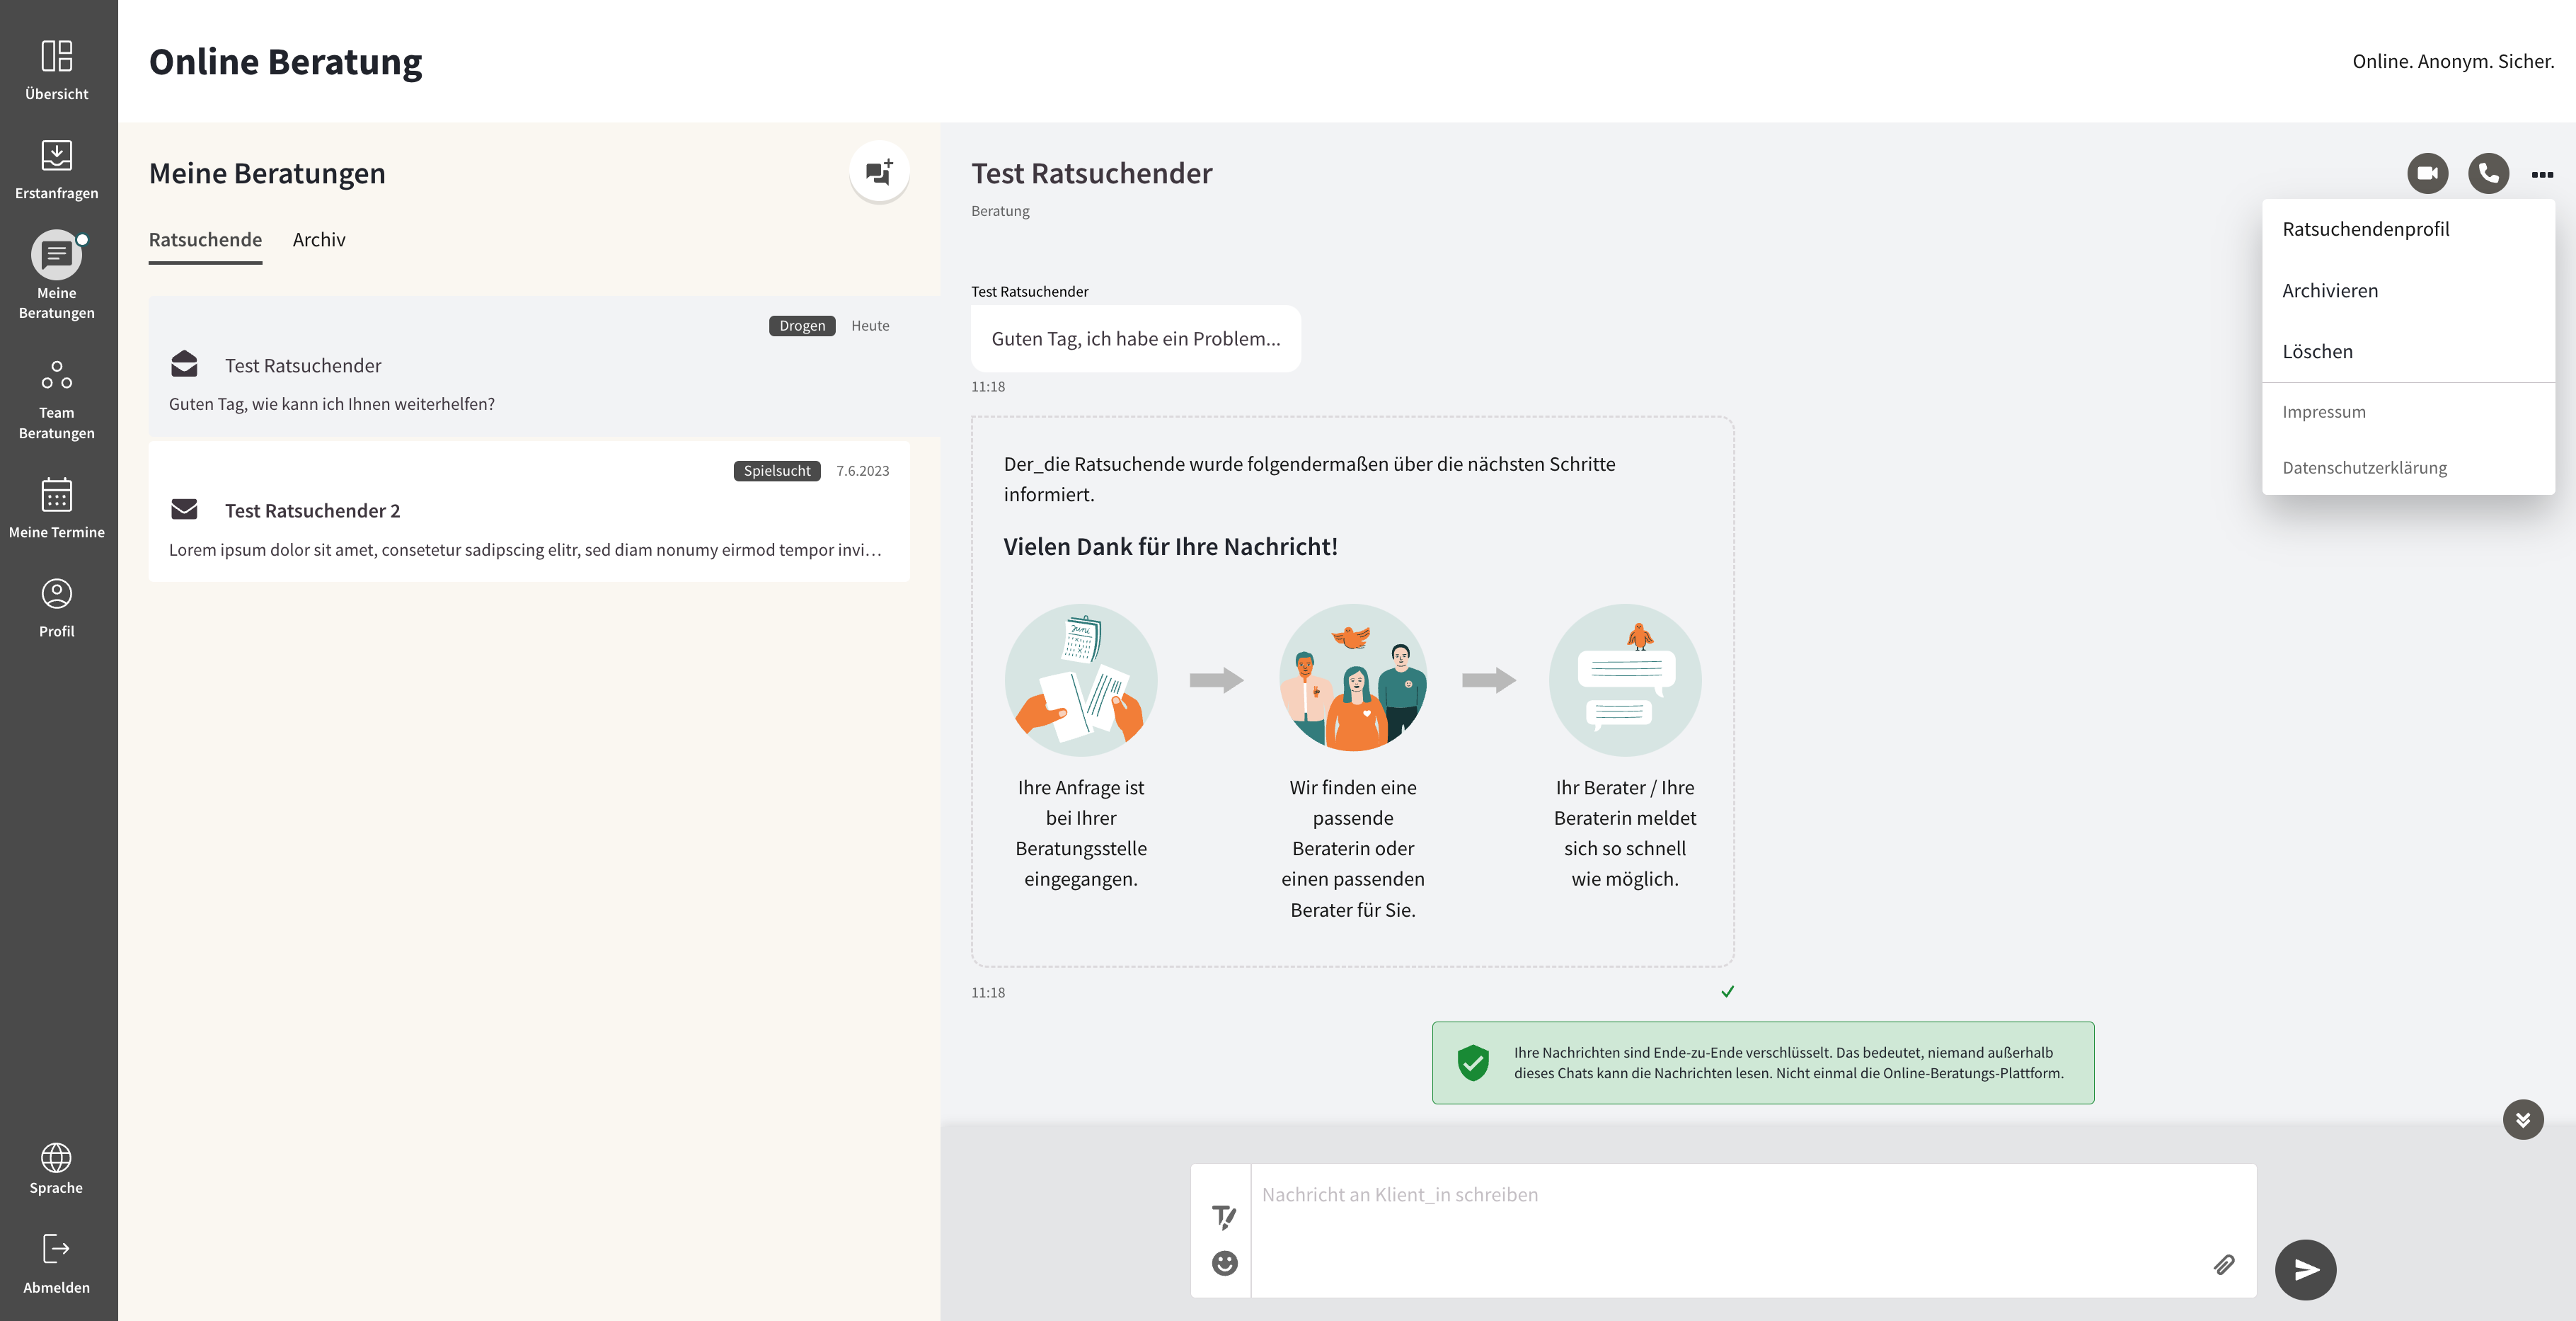 Übersicht
Erstanfragen
Meine
Beratungen
Team
Beratungen
Meine Termine
Profil
Sprache
Abmelden
Online Beratung
Online. Anonym. Sicher.
Meine Beratungen
Ratsuchende
Archiv
Drogen
Heute
Test Ratsuchender
Guten Tag, wie kann ich Ihnen weiterhelfen?
Spielsucht
7.6.2023
Test Ratsuchender 2
Lorem ipsum dolor sit amet, consetetur sadipscing elitr, sed diam nonumy eirmod tempor invi...
Test Ratsuchender
Beratung
Ratsuchendenprofil
Archivieren
Löschen
Impressum
Datenschutzerklärung
Test Ratsuchender
Guten Tag, ich habe ein Problem...
11:18
Der_die Ratsuchende wurde folgendermaßen über die nächsten Schritte
informiert.
Vielen Dank für Ihre Nachricht!
Juni
Ihre Anfrage ist
bei Ihrer
Beratungsstelle
eingegangen.
Wir finden eine
passende
Beraterin oder
einen passenden
Berater für Sie.
Ihr Berater / Ihre
Beraterin meldet
sich so schnell
wie möglich.
11:18
Ihre Nachrichten sind Ende-zu-Ende verschlüsselt. Das bedeutet, niemand außerhalb
dieses Chats kann die Nachrichten lesen. Nicht einmal die Online-Beratungs-Plattform.
Nachricht an Klient_in schreiben